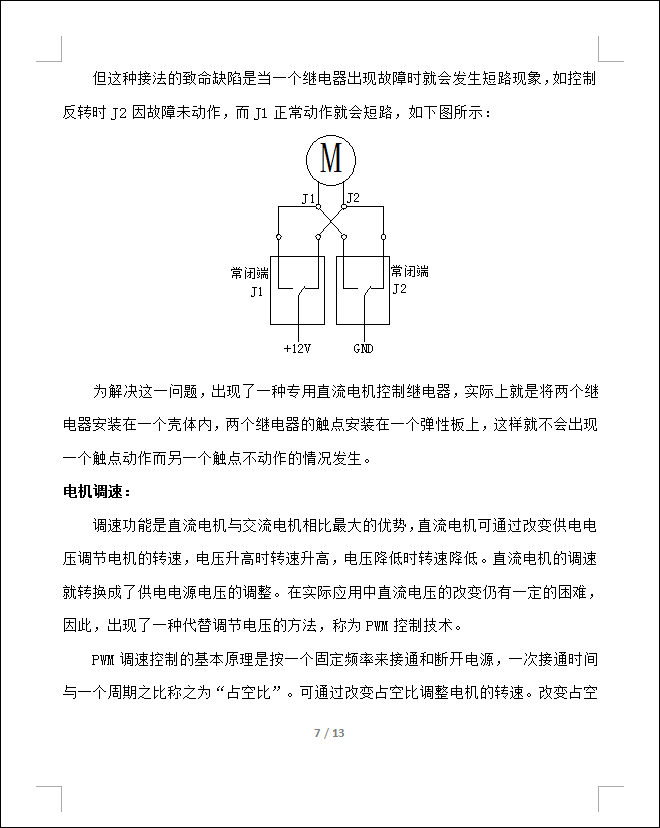 但这种接法的致命缺陷是当一个继电器出现故障时就会发生短路现象，如控制
反转时 J2 因故障未动作，而 J1 正常动作就会短路，如下图所示：
M
J1
J2
常闭端
J1
常闭端
J2
+12V
GND
为解决这一问题，出现了一种专用直流电机控制继电器，实际上就是将两个继
电器安装在一个壳体内，两个继电器的触点安装在一个弹性板上，这样就不会出现
一个触点动作而另一个触点不动作的情况发生。
电机调速：
调速功能是直流电机与交流电机相比最大的优势，直流电机可通过改变供电电
压调节电机的转速，电压升高时转速升高，电压降低时转速降低。直流电机的调速
就转换成了供电电源电压的调整。在实际应用中直流电压的改变仍有一定的困难，
因此，出现了一种代替调节电压的方法，称为 PWM 控制技术。
PWM 调速控制的基本原理是按一个固定频率来接通和断开电源，一次接通时间
与一个周期之比称之为“占空比”。可通过改变占空比调整电机的转速。改变占空
7 / 13